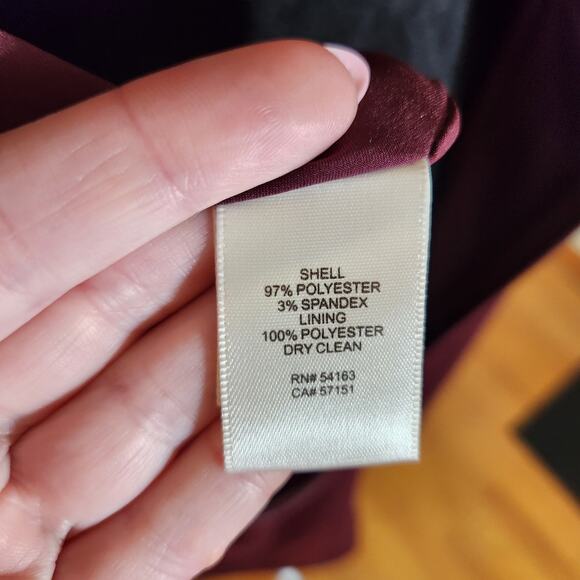 SHELL
97% POLYESTER
3% SPANDEX
LINING
100% POLYESTER
DRY CLEAN
RN# 54163
CA# 57151